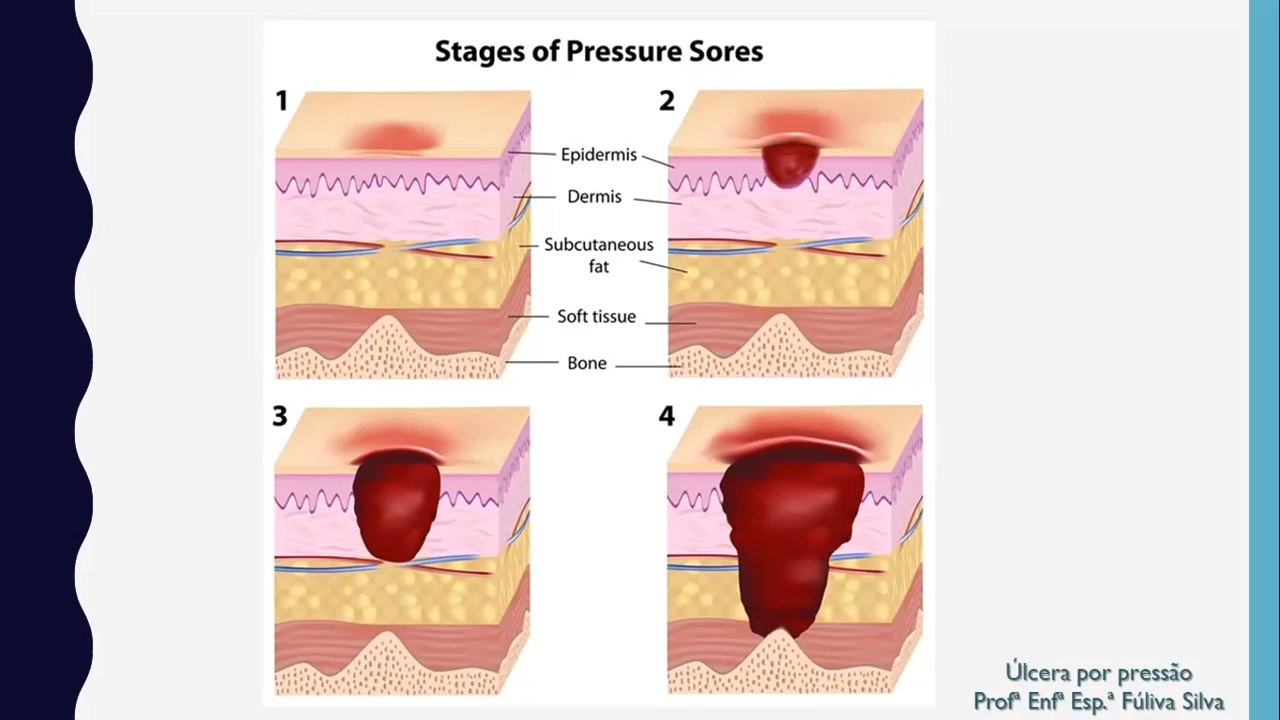 Stages of Pressure Sores
1
2
Epidermis
Dermis
Subcutaneous
fat
Soft tissue
Bone
3
4
Úlcera por pressão
Profª Enfª Esp.ª Fúliva Silva